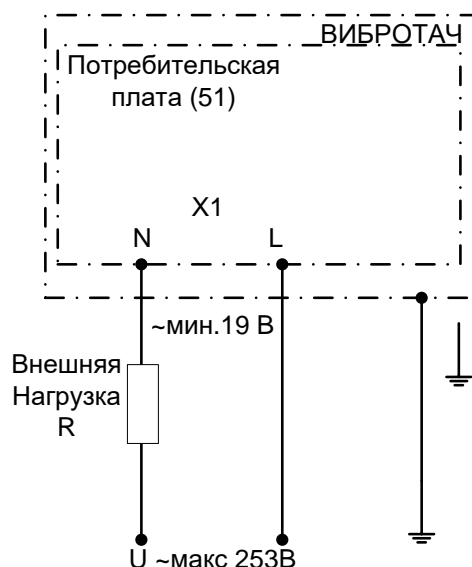 ВИБРОТАЧ
Потребительская
плата (51)
X1
N
L
~мин.19 В
Внешняя
Нагрузка
R
U ~макс 253В